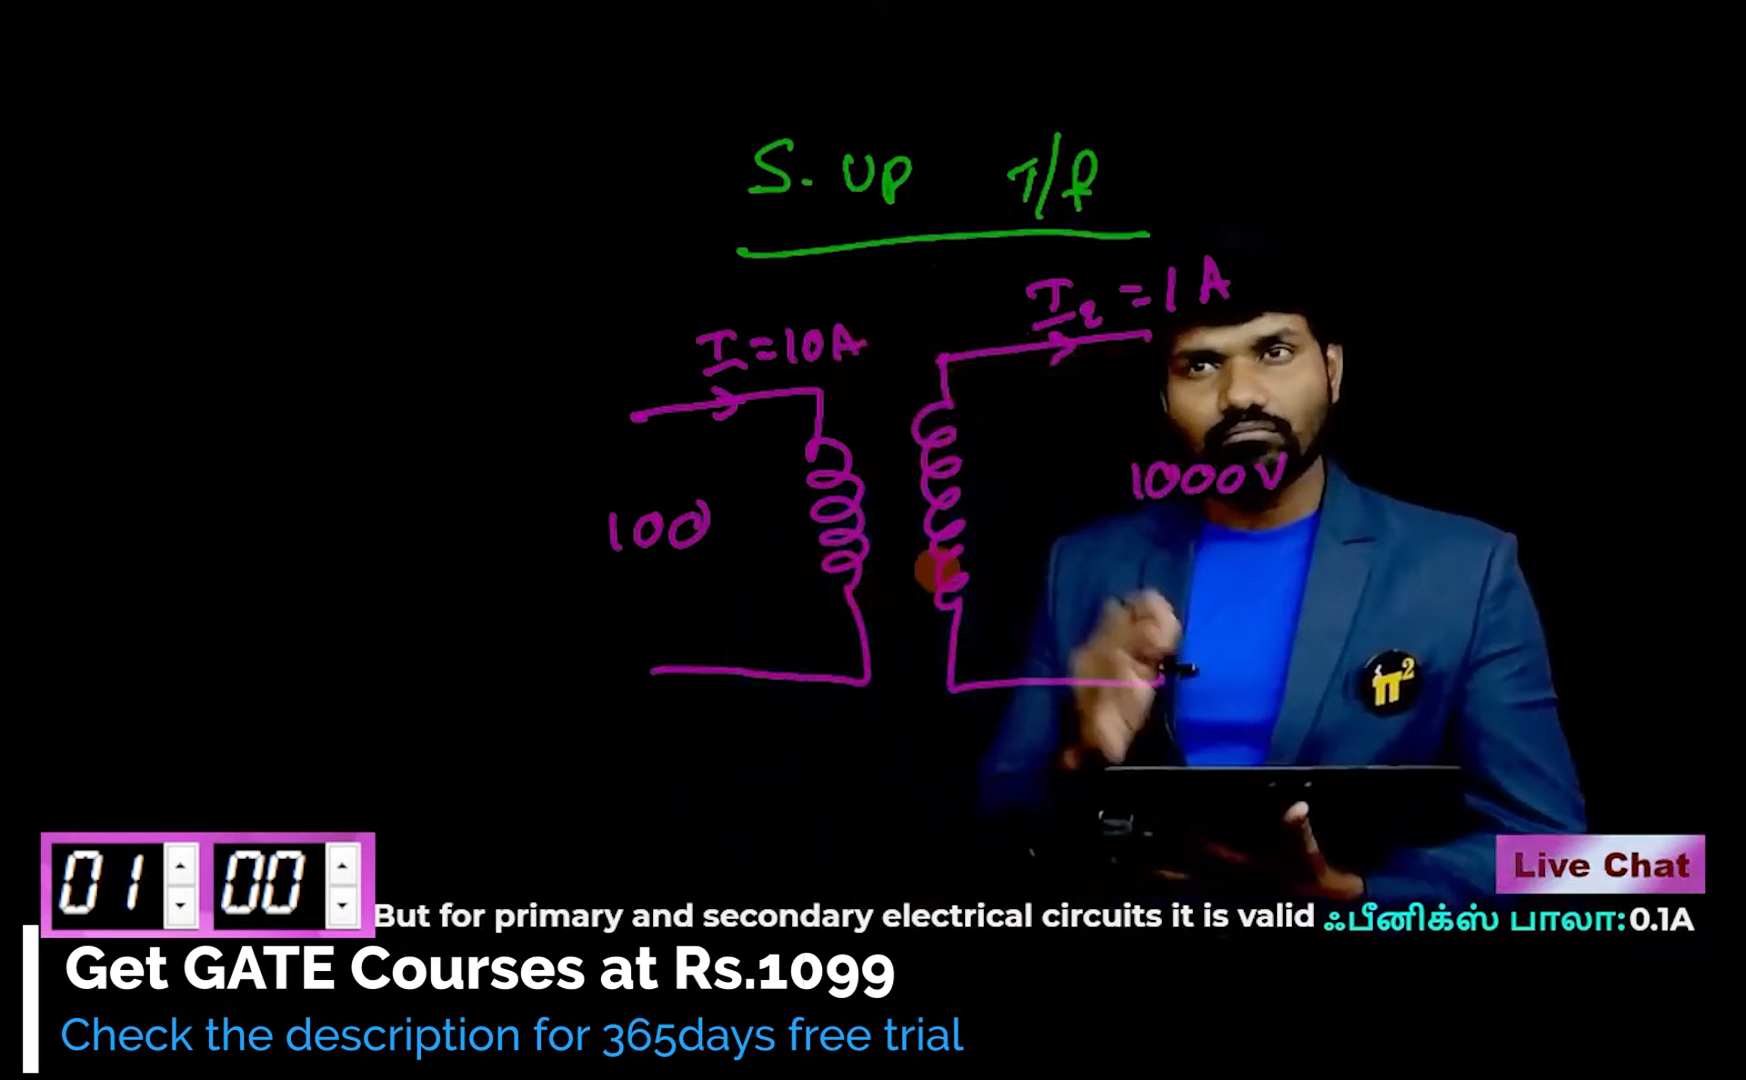 S. UP T/f
I2 = 1 A
I = 10A
1000V
100
π2
01 00
Live Chat
But for primary and secondary electrical circuits it is valid ஃபீனிக்ஸ் பாலா: 0.1A
Get GATE Courses at Rs.1099
Check the description for 365days free trial